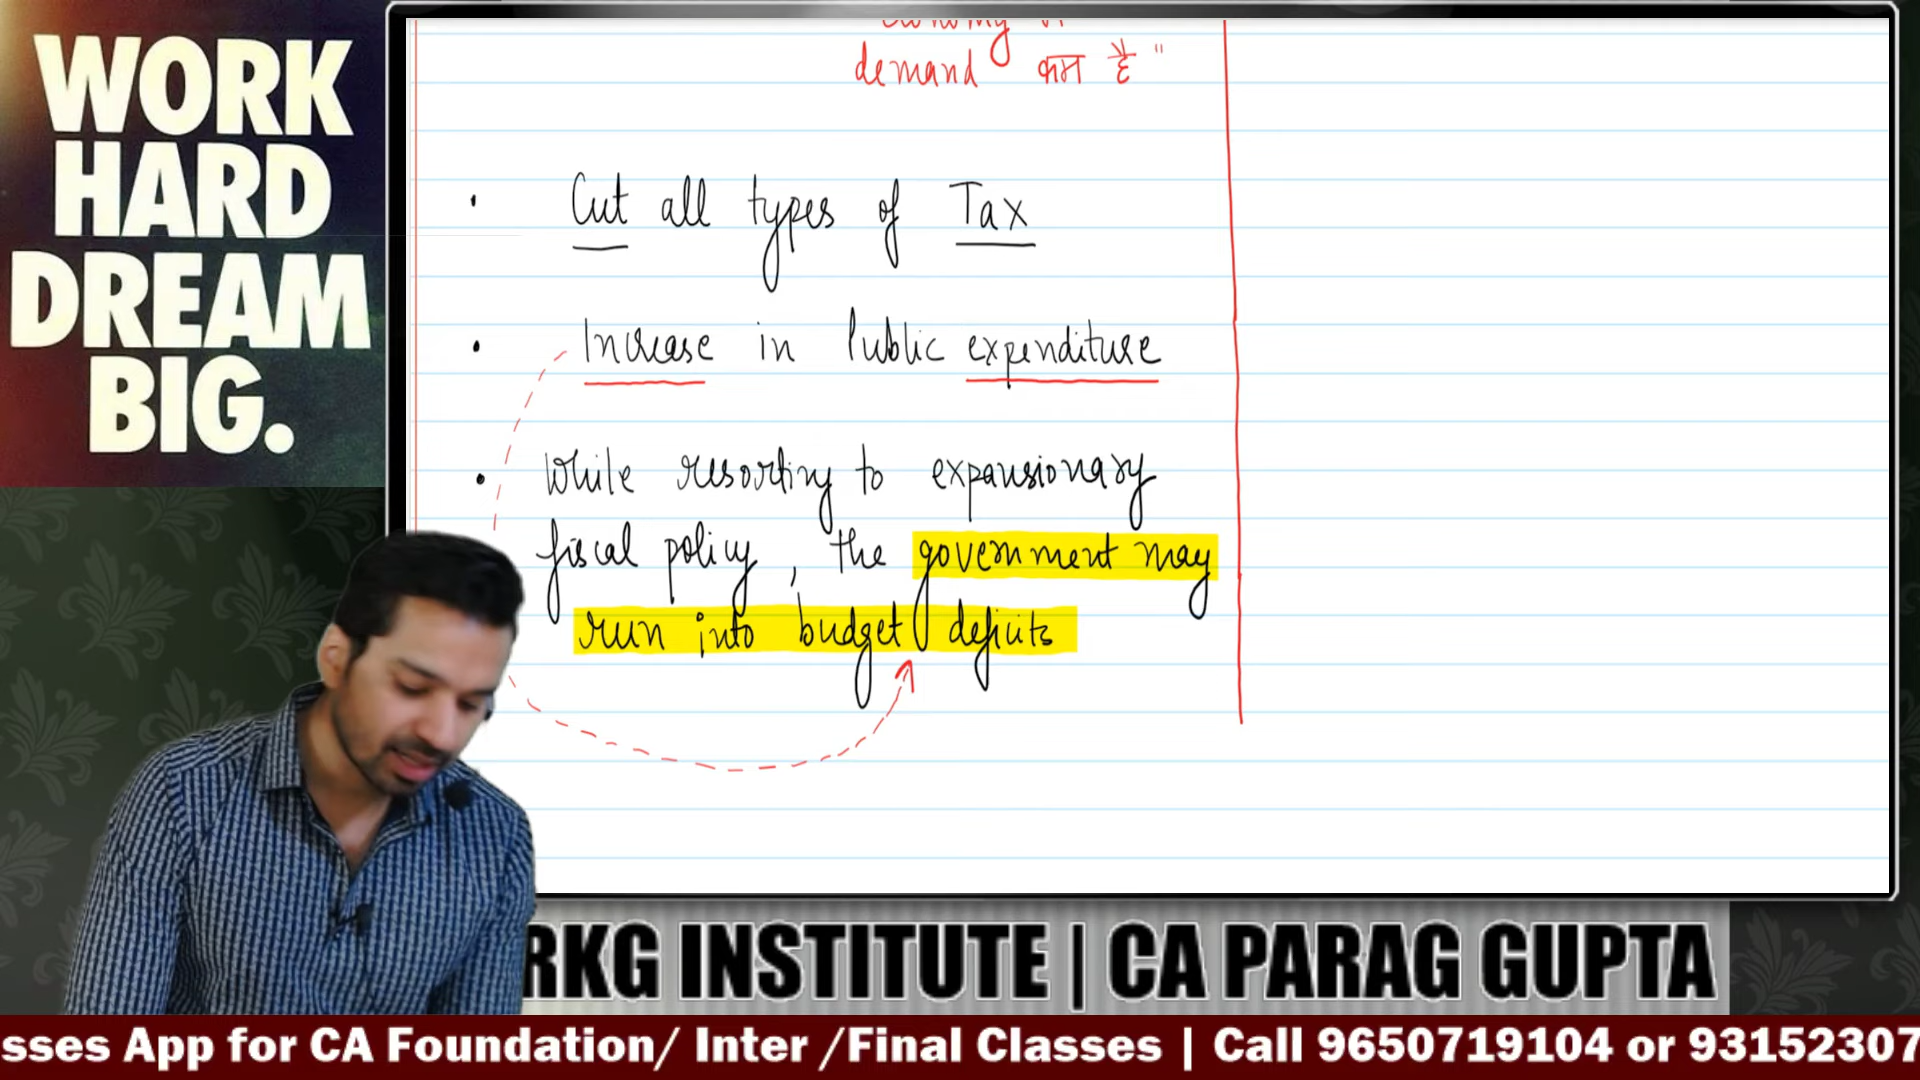 WORK
HARD
DREAM
BIG.
economy
demand कम है "
• Cut all types of Tax
• Increase in Public expenditure
• While resorting to expansionary
fiscal policy, the government may
run into budget deficits
RKG INSTITUTE | CA PARAG GUPTA
sses App for CA Foundation/ Inter /Final Classes | Call 9650719104 or 93152307